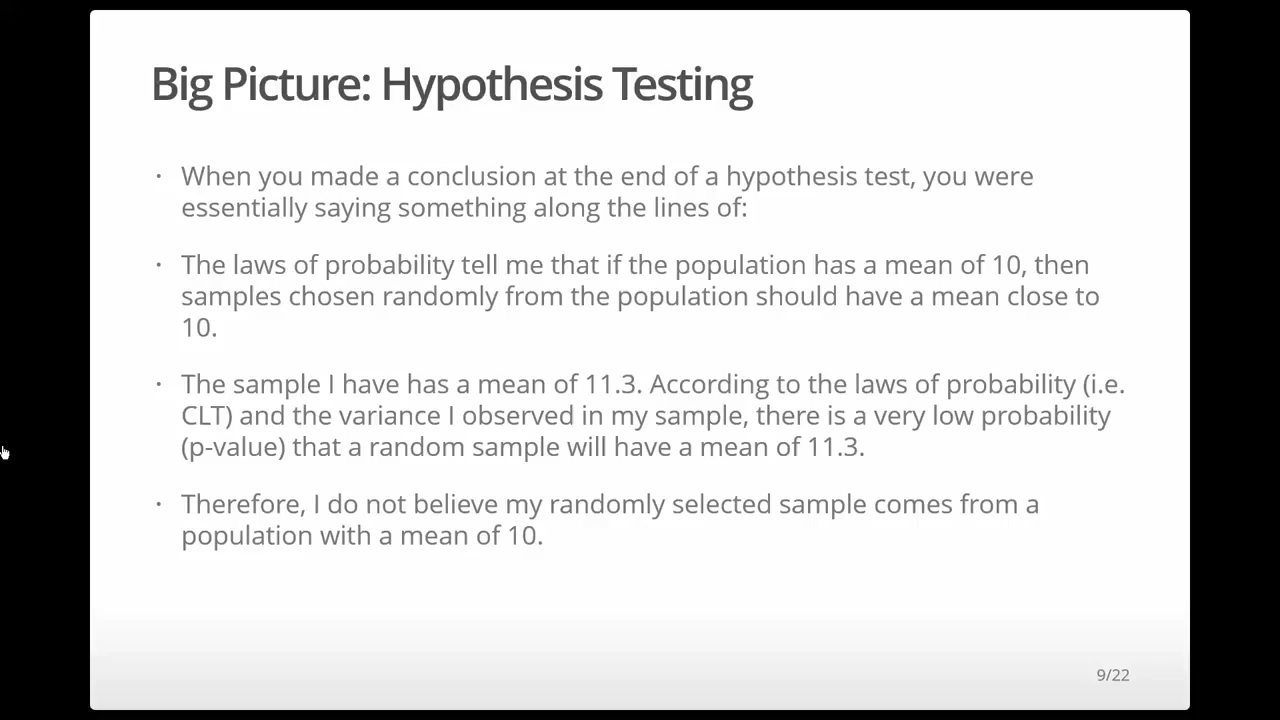 Big Picture: Hypothesis Testing
· When you made a conclusion at the end of a hypothesis test, you were
essentially saying something along the lines of:
· The laws of probability tell me that if the population has a mean of 10, then
samples chosen randomly from the population should have a mean close to
10.
· The sample I have has a mean of 11.3. According to the laws of probability (i.e.
CLT) and the variance I observed in my sample, there is a very low probability
(p-value) that a random sample will have a mean of 11.3.
· Therefore, I do not believe my randomly selected sample comes from a
population with a mean of 10.
9/22